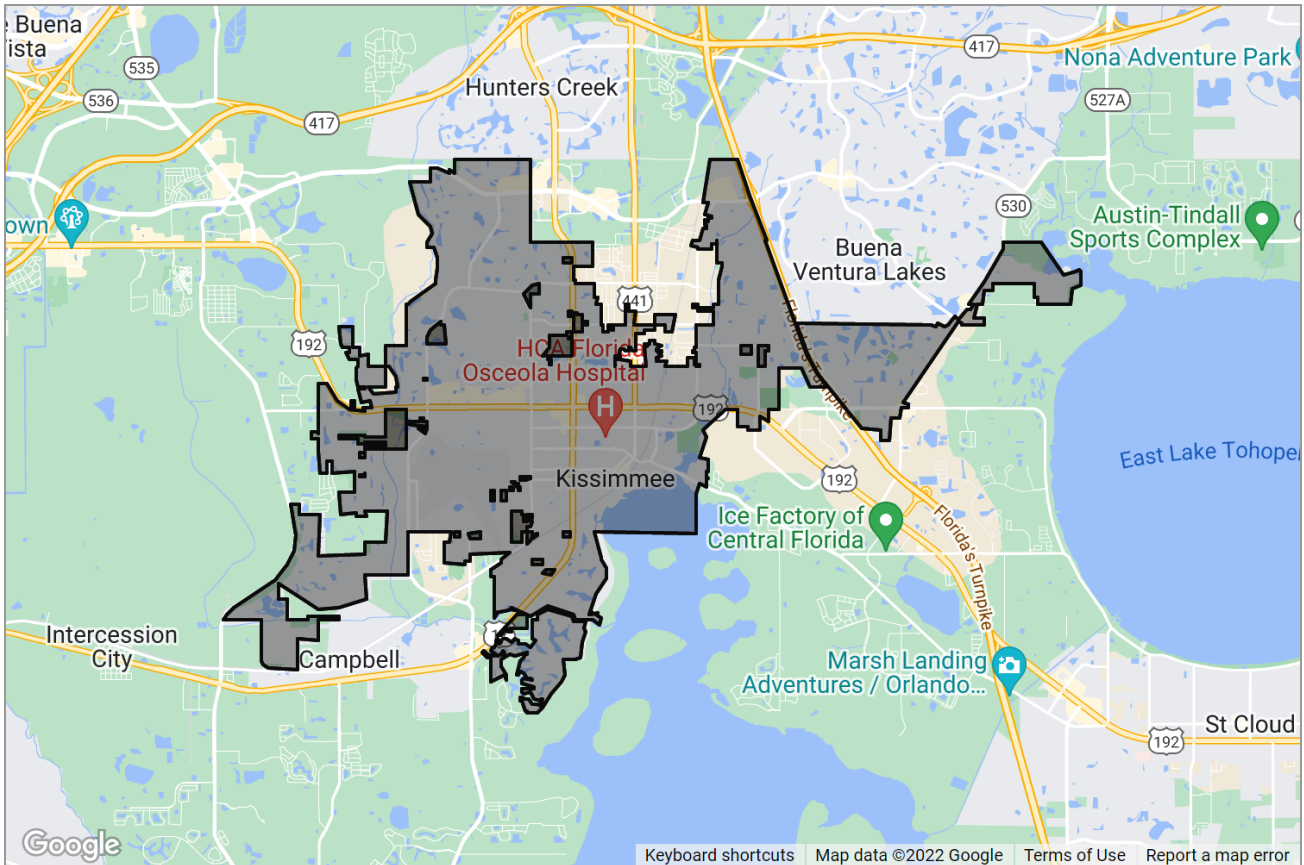 e Buena
ista
535
417
Nona Adventure Park
536
Hunters Creek
527A
417
530
Austin-Tindall
Sports Complex
own
Buena
Ventura Lakes
441
Florida's Turnpike
192
HCA Florida
Osceola Hospital
H
192
East Lake Tohope
192
Kissimmee
Ice Factory of
Central Florida
Florida's Turnpike
Intercession
City
Campbell
Marsh Landing
Adventures / Orlando...
St Cloud
192
Google
Keyboard shortcuts
Map data ©2022 Google
Terms of Use
Report a map error